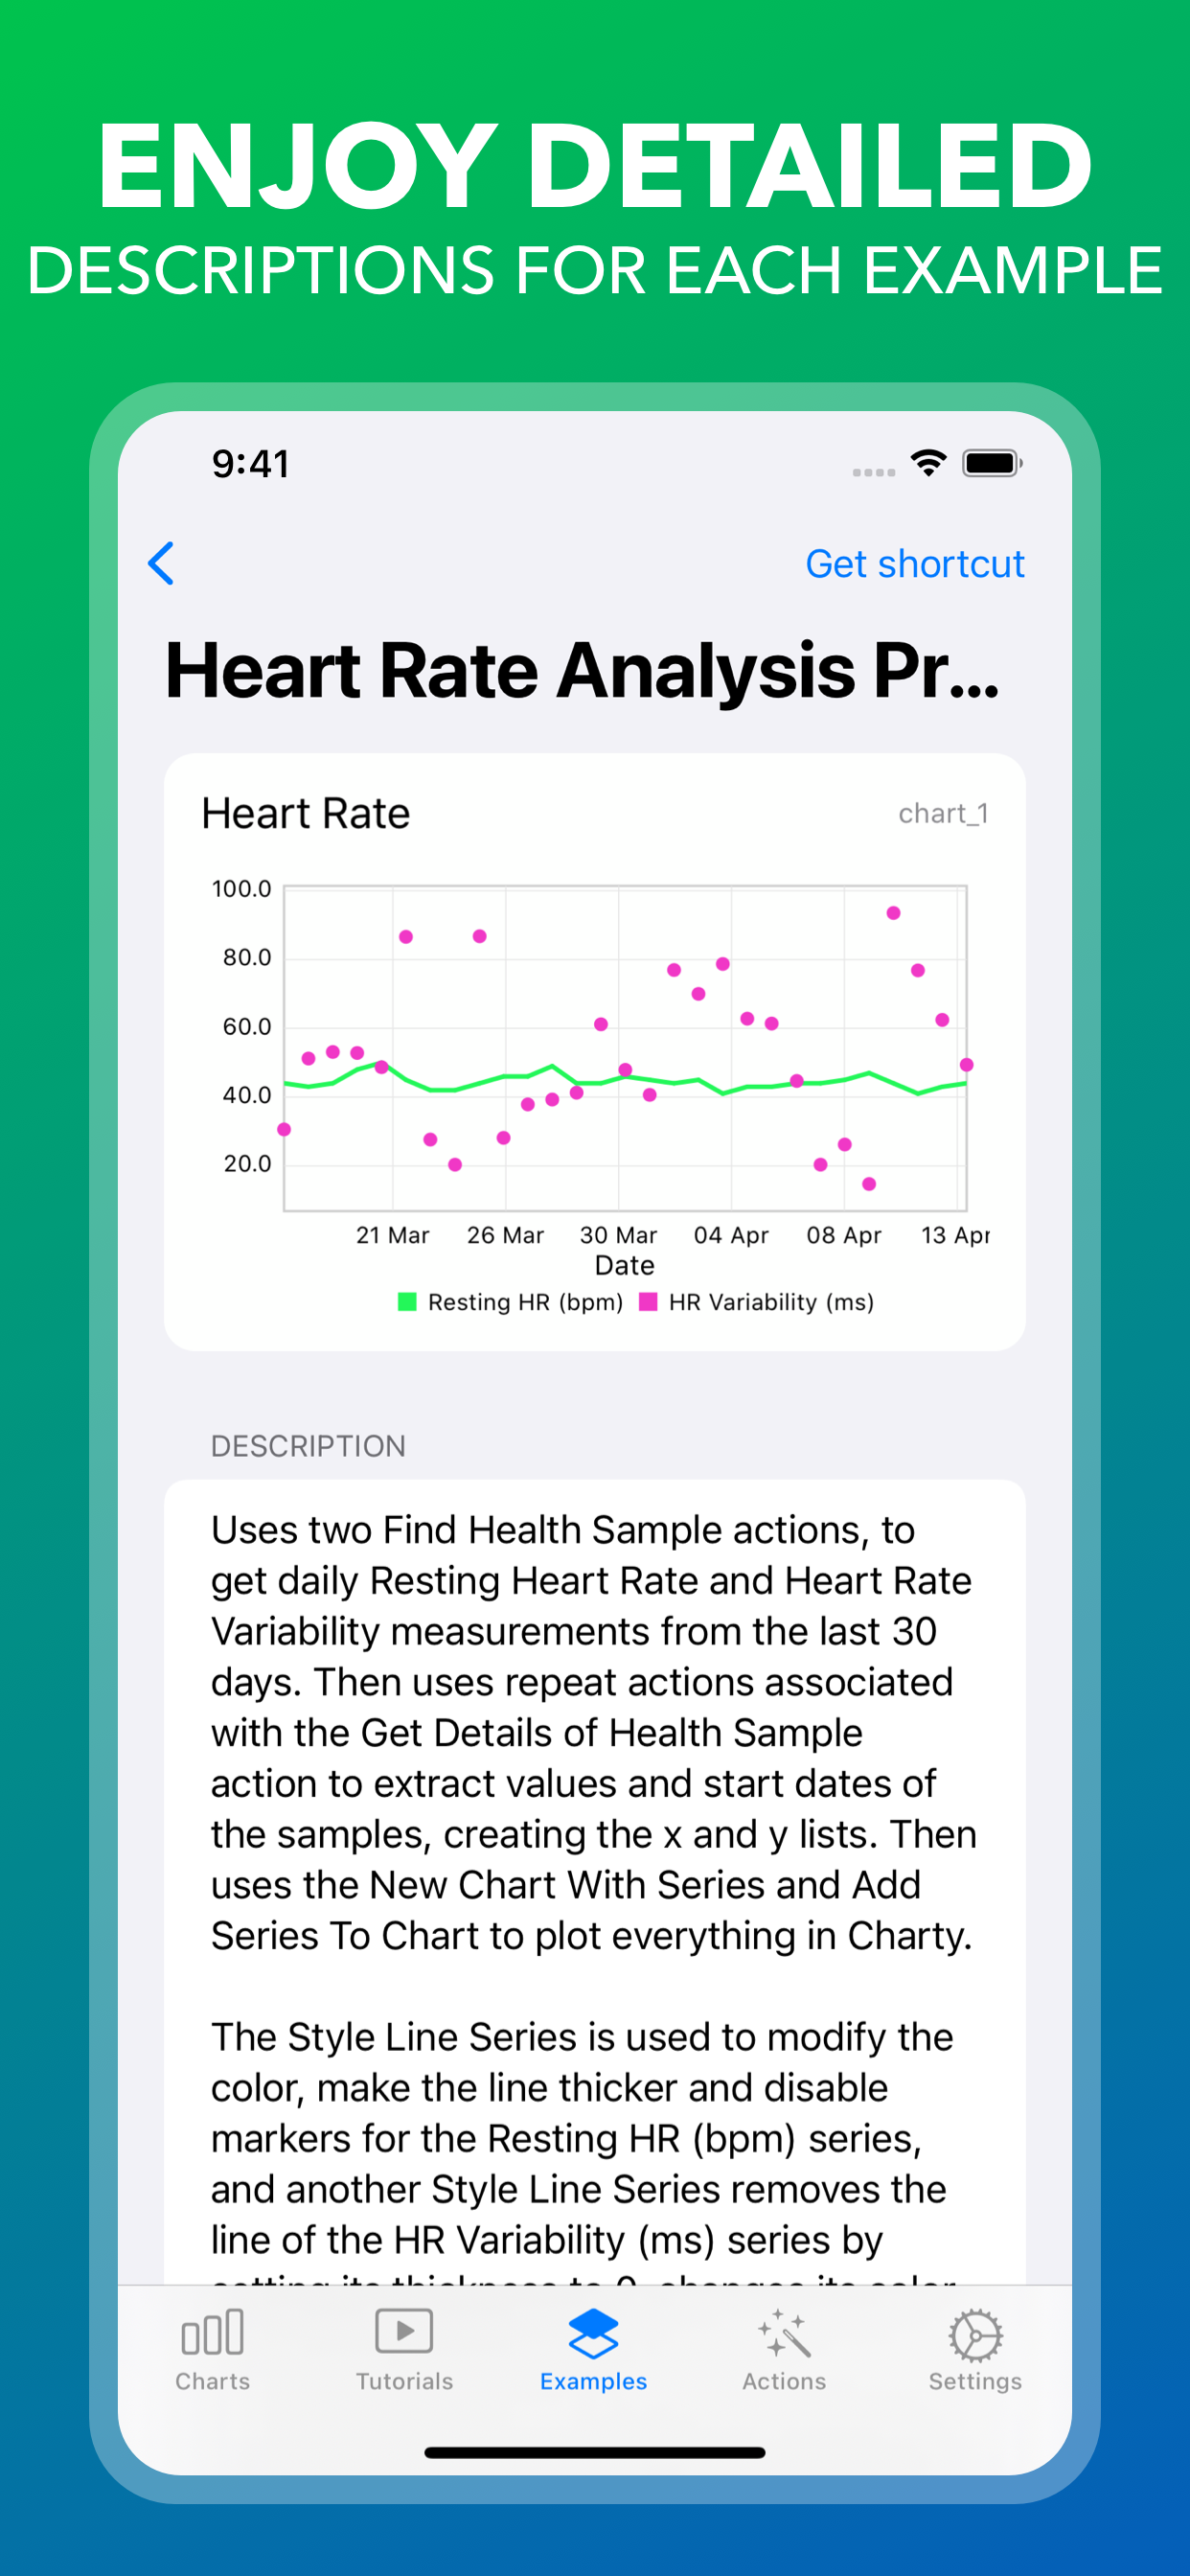 ENJOY DETAILED
DESCRIPTIONS FOR EACH EXAMPLE
9:41
Get shortcut
Heart Rate Analysis Pr...
Heart Rate
chart_1
100.0
80.0
60.0
40.0
20.0
21 Mar
26 Mar
30 Mar
04 Apr
08 Apr
13 Apr
Date
Resting HR (bpm)
HR Variability (ms)
DESCRIPTION
Uses two Find Health Sample actions, to
get daily Resting Heart Rate and Heart Rate
Variability measurements from the last 30
days. Then uses repeat actions associated
with the Get Details of Health Sample
action to extract values and start dates of
the samples, creating the x and y lists. Then
uses the New Chart With Series and Add
Series To Chart to plot everything in Charty.
The Style Line Series is used to modify the
color, make the line thicker and disable
markers for the Resting HR (bpm) series,
and another Style Line Series removes the
line of the HR Variability (ms) series by
setting its thickness to 0, changes its color
Charts
Tutorials
Examples
Actions
Settings